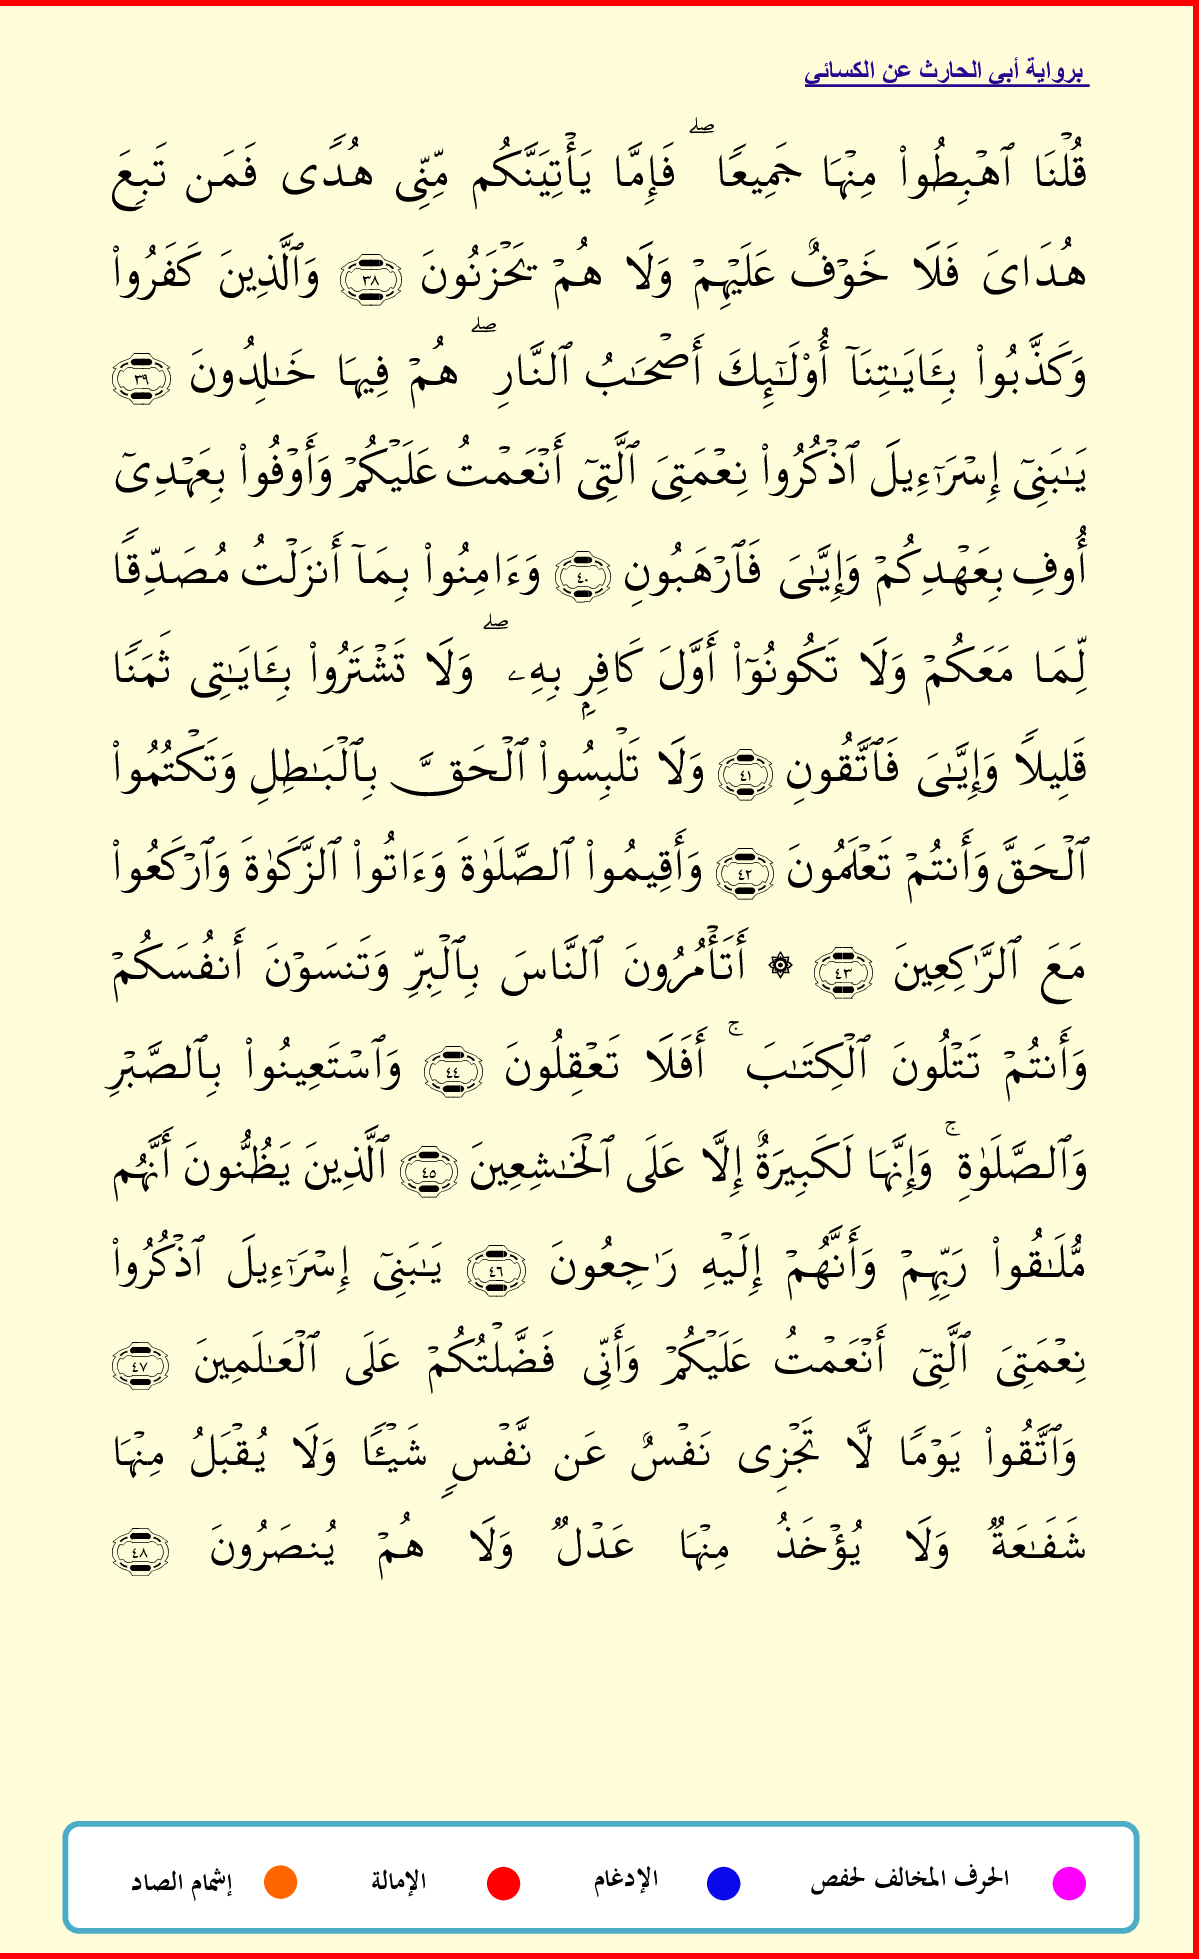 برواية أبي الحارث عن الكسائي
قُلْنَا ٱهْبِطُوا۟ مِنْهَا جَمِيعًا ۖ فَإِمَّا يَأْتِيَنَّكُم مِّنِّى هُدًى فَمَن تَبِعَ
هُدَاىَ فَلَا خَوْفٌ عَلَيْهِمْ وَلَا هُمْ يَحْزَنُونَ ٣٨ وَٱلَّذِينَ كَفَرُوا۟
وَكَذَّبُوا۟ بِـَٔايَـٰتِنَآ أُو۟لَـٰٓئِكَ أَصْحَـٰبُ ٱلنَّارِ ۖ هُمْ فِيهَا خَـٰلِدُونَ ٣٩
يَـٰبَنِىٓ إِسْرَٰٓءِيلَ ٱذْكُرُوا۟ نِعْمَتِىَ ٱلَّتِىٓ أَنْعَمْتُ عَلَيْكُمْ وَأَوْفُوا۟ بِعَهْدِىٓ
أُوفِ بِعَهْدِكُمْ وَإِيَّـٰىَ فَٱرْهَبُونِ ٤٠ وَءَامِنُوا۟ بِمَآ أَنزَلْتُ مُصَدِّقًا
لِّمَا مَعَكُمْ وَلَا تَكُونُوٓا۟ أَوَّلَ كَافِرٍۭ بِهِۦ ۖ وَلَا تَشْتَرُوا۟ بِـَٔايَـٰتِى ثَمَنًا
قَلِيلًا وَإِيَّـٰىَ فَٱتَّقُونِ ٤١ وَلَا تَلْبِسُوا۟ ٱلْحَقَّ بِٱلْبَـٰطِلِ وَتَكْتُمُوا۟
ٱلْحَقَّ وَأَنتُمْ تَعْلَمُونَ ٤٢ وَأَقِيمُوا۟ ٱلصَّلَوٰةَ وَءَاتُوا۟ ٱلزَّكَوٰةَ وَٱرْكَعُوا۟
مَعَ ٱلرَّٰكِعِينَ ٤٣ ۞ أَتَأْمُرُونَ ٱلنَّاسَ بِٱلْبِرِّ وَتَنسَوْنَ أَنفُسَكُمْ
وَأَنتُمْ تَتْلُونَ ٱلْكِتَـٰبَ ۚ أَفَلَا تَعْقِلُونَ ٤٤ وَٱسْتَعِينُوا۟ بِٱلصَّبْرِ
وَٱلصَّلَوٰةِ ۚ وَإِنَّهَا لَكَبِيرَةٌ إِلَّا عَلَى ٱلْخَـٰشِعِينَ ٤٥ ٱلَّذِينَ يَظُنُّونَ أَنَّهُم
مُّلَـٰقُوا۟ رَبِّهِمْ وَأَنَّهُمْ إِلَيْهِ رَٰجِعُونَ ٤٦ يَـٰبَنِىٓ إِسْرَٰٓءِيلَ ٱذْكُرُوا۟
نِعْمَتِىَ ٱلَّتِىٓ أَنْعَمْتُ عَلَيْكُمْ وَأَنِّى فَضَّلْتُكُمْ عَلَى ٱلْعَـٰلَمِينَ ٤٧
وَٱتَّقُوا۟ يَوْمًا لَّا تَجْزِى نَفْسٌ عَن نَّفْسٍ شَيْـًٔا وَلَا يُقْبَلُ مِنْهَا
شَفَـٰعَةٌ وَلَا يُؤْخَذُ مِنْهَا عَدْلٌ وَلَا هُمْ يُنصَرُونَ ٤٨
الحرف المخالف لحفص الإدغام الإمالة إشمام الصاد